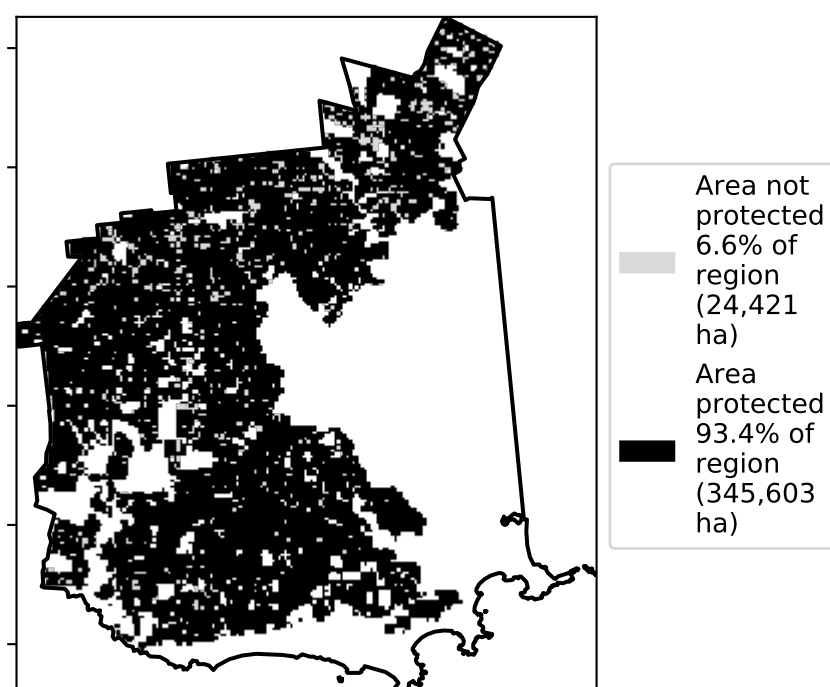 Area not
protected
6.6% of
region
(24,421
ha)
Area
protected
93.4% of
region
(345,603
ha)